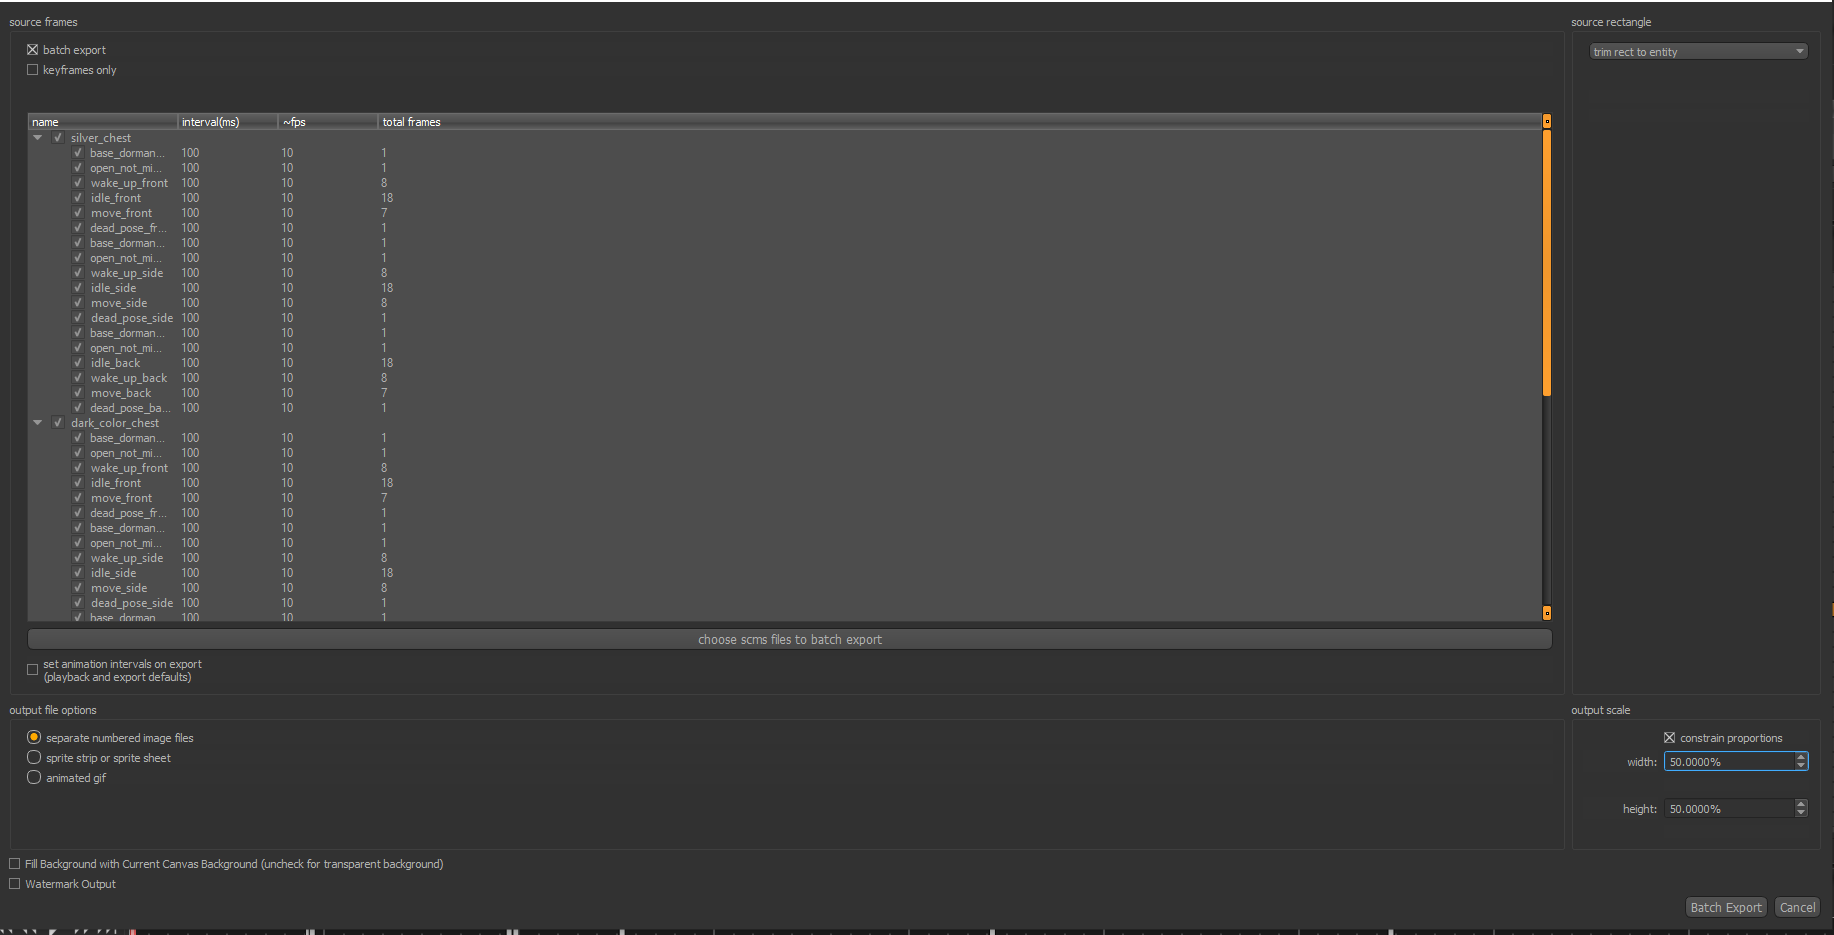 source frames
source rectangle
batch export
trim rect to entity
keyframes only
name interval(ms) ~fps total frames
silver_chest
base_dorman... 100 10 1
open_not_mi... 100 10 1
wake_up_front 100 10 8
idle_front 100 10 18
move_front 100 10 7
dead_pose_fr... 100 10 1
base_dorman... 100 10 1
open_not_mi... 100 10 1
wake_up_side 100 10 8
idle_side 100 10 18
move_side 100 10 8
dead_pose_side 100 10 1
base_dorman... 100 10 1
open_not_mi... 100 10 1
idle_back 100 10 18
wake_up_back 100 10 8
move_back 100 10 7
dead_pose_ba... 100 10 1
dark_color_chest
base_dorman... 100 10 1
open_not_mi... 100 10 1
wake_up_front 100 10 8
idle_front 100 10 18
move_front 100 10 7
dead_pose_fr... 100 10 1
base_dorman... 100 10 1
open_not_mi... 100 10 1
wake_up_side 100 10 8
idle_side 100 10 18
move_side 100 10 8
dead_pose_side 100 10 1
base_dorman... 100 10 1
choose scms files to batch export
set animation intervals on export
(playback and export defaults)
output file options
output scale
separate numbered image files
constrain proportions
sprite strip or sprite sheet
width: 50.0000%
animated gif
height: 50.0000%
Fill Background with Current Canvas Background (uncheck for transparent background)
Watermark Output
Batch Export Cancel